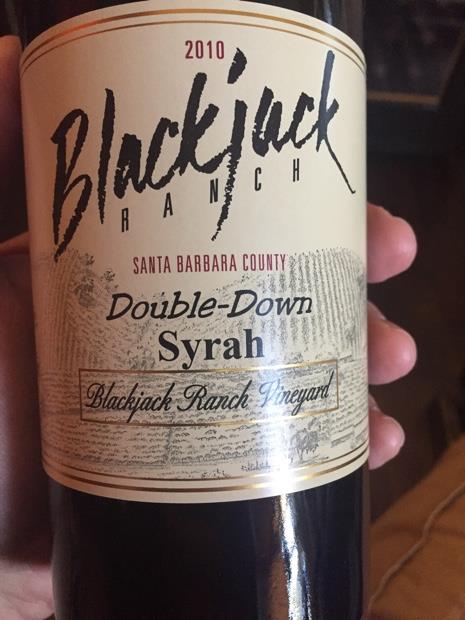 2010
Blackjack
RANCH
SANTA BARBARA COUNTY
Double-Down
Syrah
Blackjack Ranch Vineyard